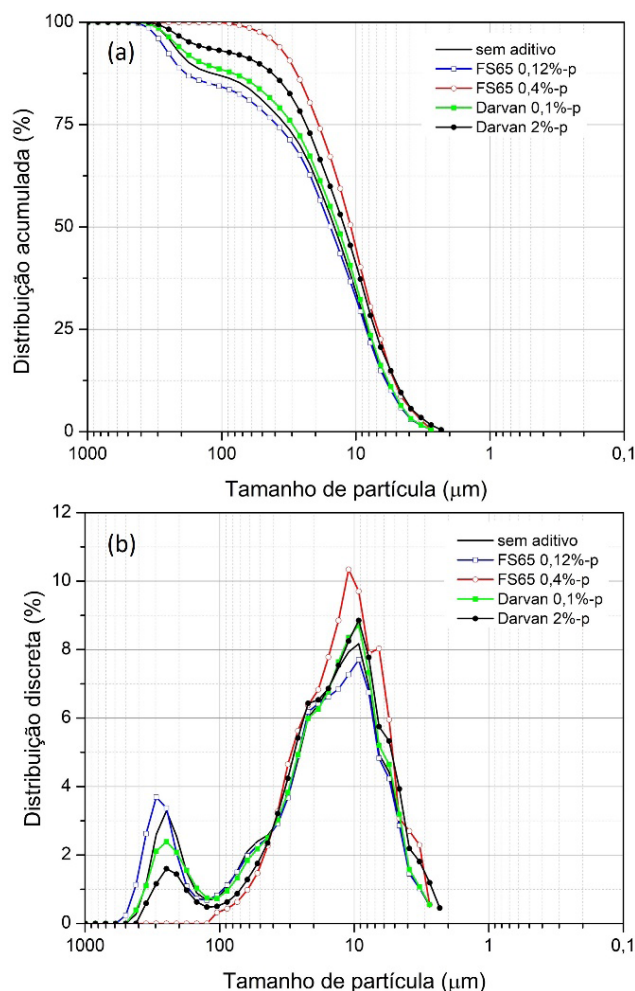 100
(a)
sem aditivo
FS65 0,12%-p
FS65 0,4%-p
Darvan 0,1%-p
Darvan 2%-p
75
50
25
0
Distribuição acumulada (%)
1000 100 10 1 0,1
Tamanho de partícula (μm)
12
(b)
sem aditivo
FS65 0,12%-p
FS65 0,4%-p
Darvan 0,1%-p
Darvan 2%-p
10
8
6
4
2
0
Distribuição discreta (%)
1000 100 10 1 0,1
Tamanho de partícula (μm)